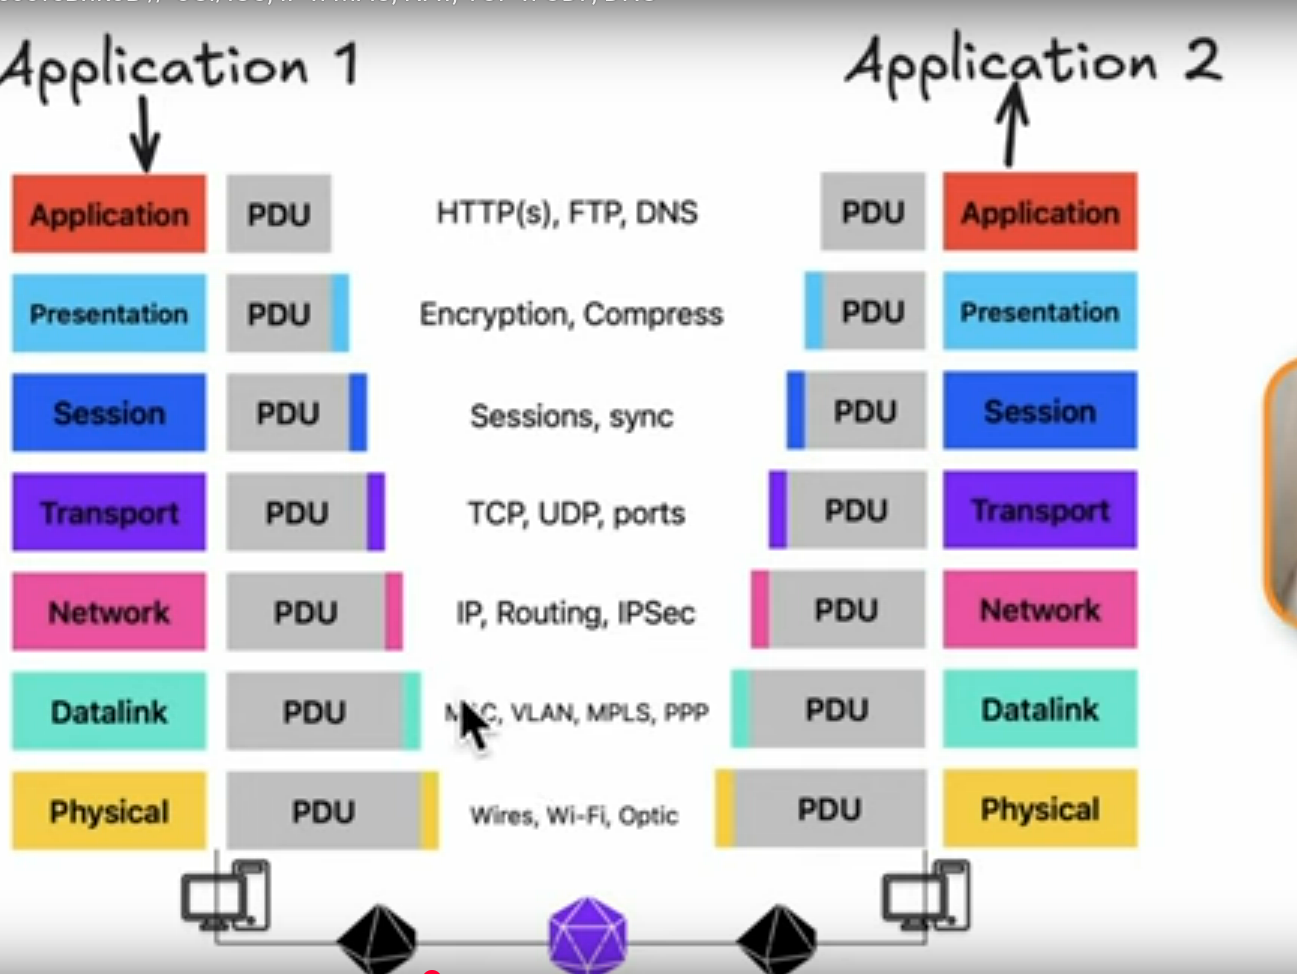 Application 1
Application 2
Application PDU HTTP(s), FTP, DNS PDU Application
Presentation PDU Encryption, Compress PDU Presentation
Session PDU Sessions, sync PDU Session
Transport PDU TCP, UDP, ports PDU Transport
Network PDU IP, Routing, IPSec PDU Network
Datalink PDU VLAN, MPLS, PPP PDU Datalink
Physical PDU Wires, Wi-Fi, Optic PDU Physical